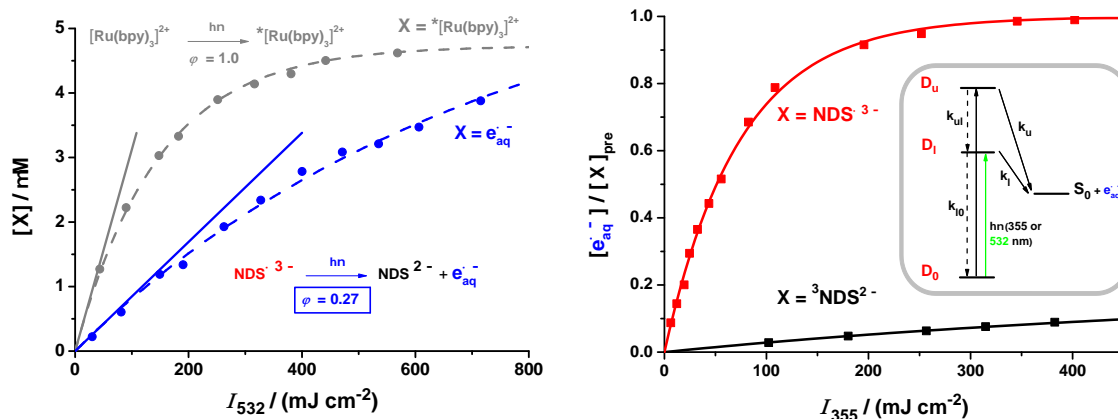 [Ru(bpy)₃]²⁺ hn *[Ru(bpy)₃]²⁺
φ = 1.0
X = *[Ru(bpy)₃]²⁺
X = e·⁻aq
NDS· ³⁻ hn NDS ²⁻ + e·⁻aq
φ = 0.27
[X] / mM
5
4
3
2
1
0
0 200 400 600 800
I₅₃₂ / (mJ cm⁻²)
[e·⁻aq] / [X]pre
1.0
0.8
0.6
0.4
0.2
0.0
0 100 200 300 400
I₃₅₅ / (mJ cm⁻²)
X = NDS· ³⁻
X = ³NDS²⁻
Dᵤ
kᵤₗ kᵤ
Dₗ
kₗ
S₀ + e·⁻aq
kₗ₀
hn (355 or
532 nm)
D₀